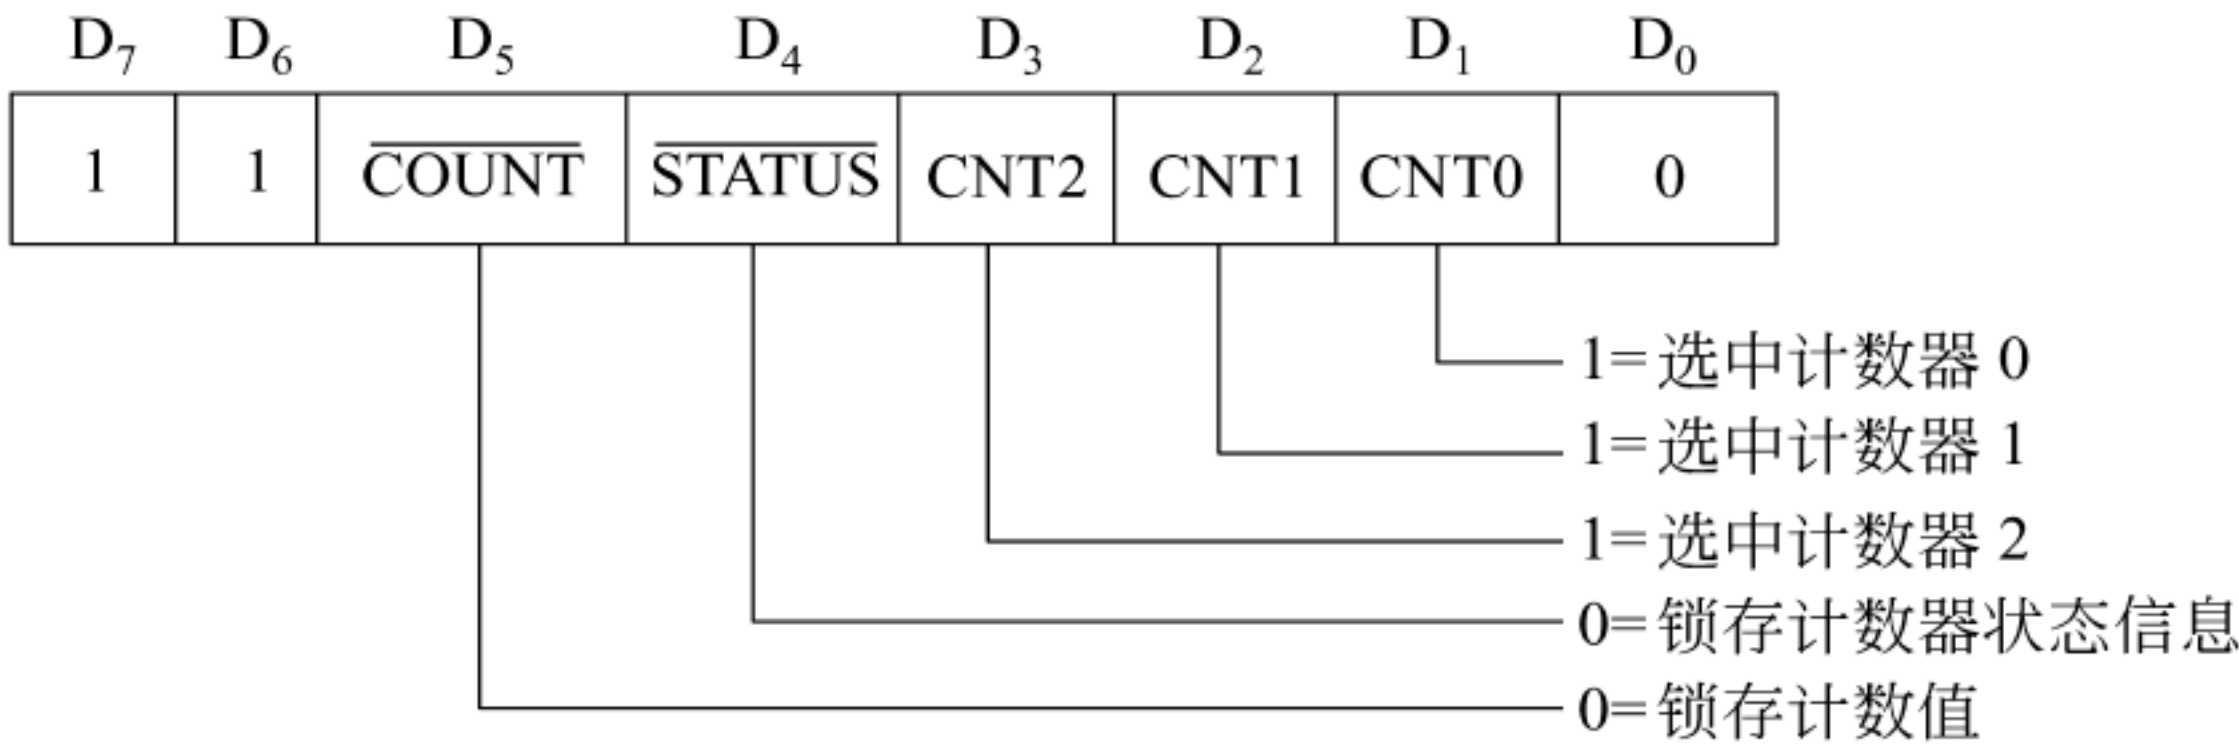 D₇ D₆ D₅ D₄ D₃ D₂ D₁ D₀
1 1 C̅O̅U̅N̅T̅ S̅T̅A̅T̅U̅S̅ CNT2 CNT1 CNT0 0
1=选中计数器 0
1=选中计数器 1
1=选中计数器 2
0=锁存计数器状态信息
0=锁存计数值